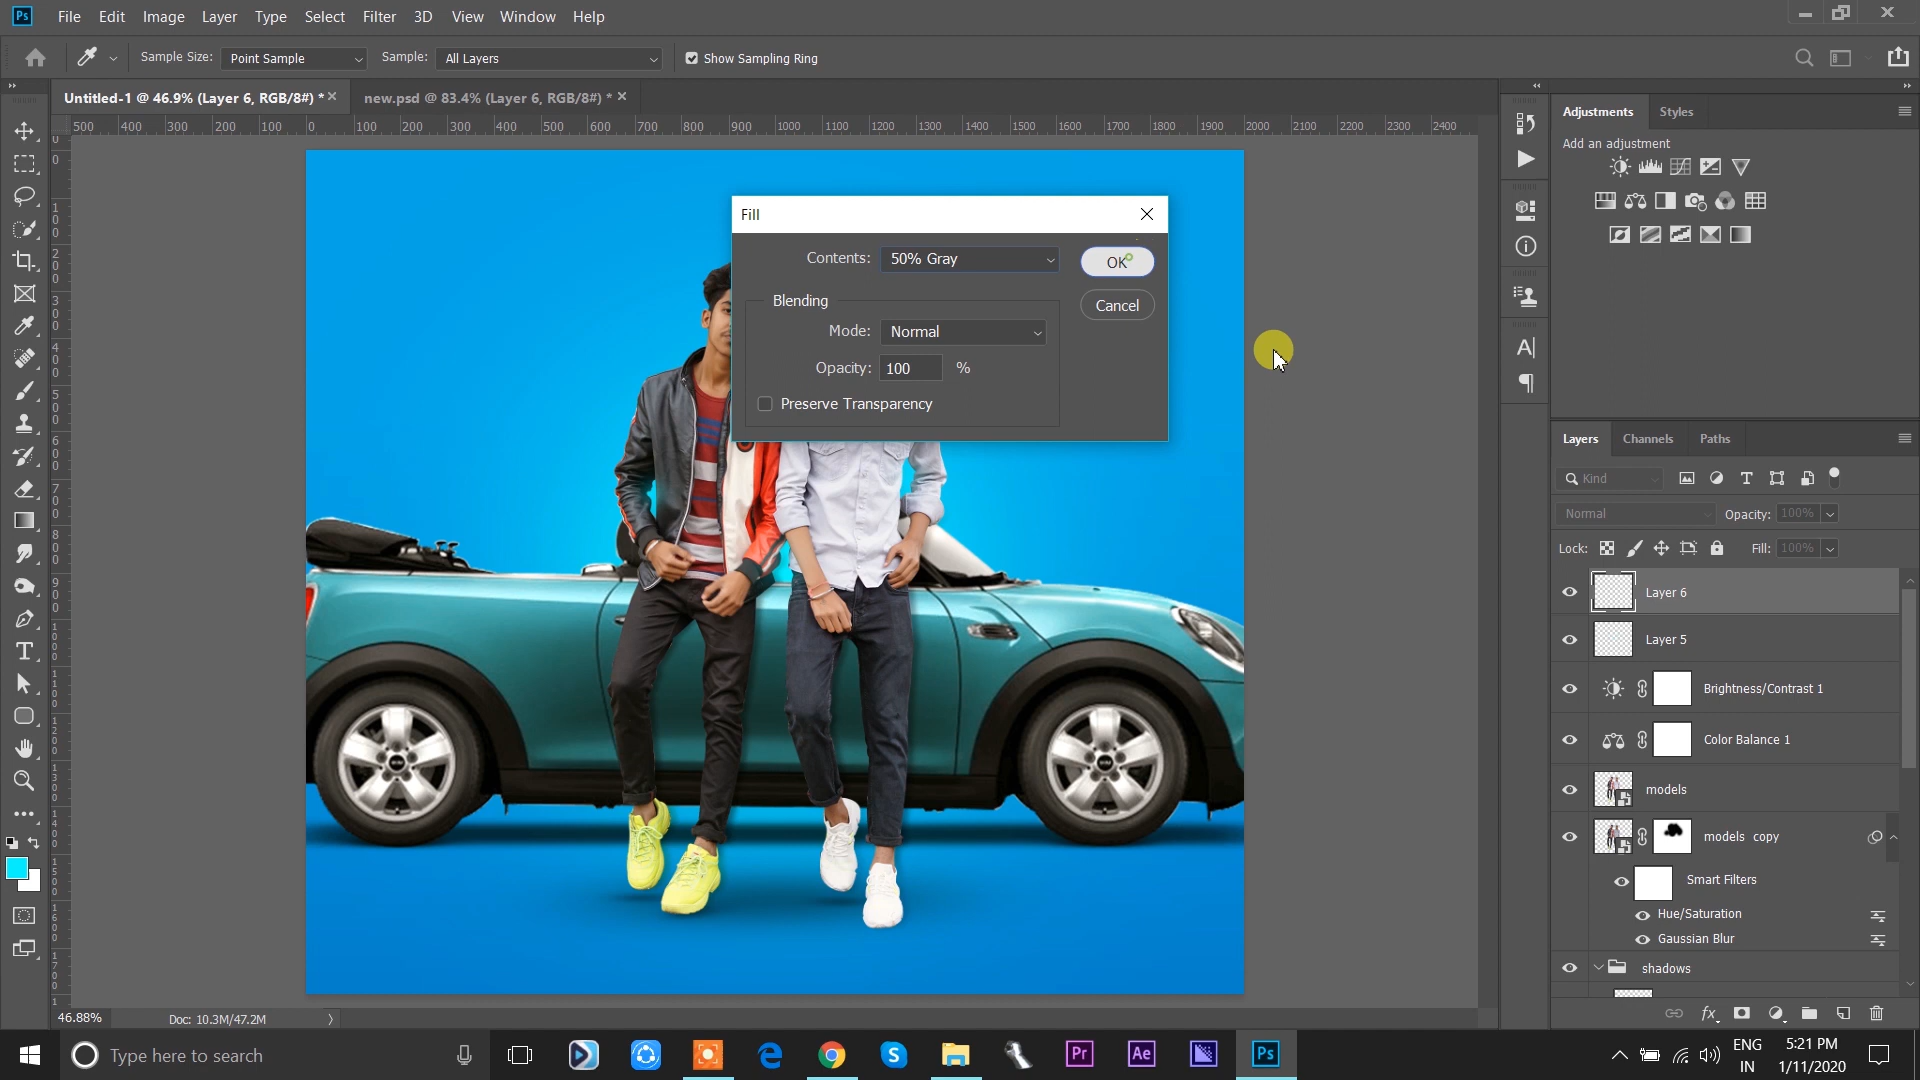 Ps File Edit Image Layer Type Select Filter 3D View Window Help
Sample Size: Point Sample Sample: All Layers Show Sampling Ring
Untitled-1 @ 46.9% (Layer 6, RGB/8#) * new.psd @ 83.4% (Layer 6, RGB/8#) *
500 400 300 200 100 0 100 200 300 400 500 600 700 800 900 1000 1100 1200 1300 1400 1500 1600 1700 1800 1900 2000 2100 2200 2300 2400
Fill
Contents: 50% Gray OK
Blending Cancel
Mode: Normal
Opacity: 100 %
Preserve Transparency
Adjustments Styles
Add an adjustment
Layers Channels Paths
Kind
Normal Opacity: 100%
Lock: Fill: 100%
Layer 6
Layer 5
Brightness/Contrast 1
Color Balance 1
models
models copy
Smart Filters
Hue/Saturation
Gaussian Blur
shadows
46.88% Doc: 10.3M/47.2M
Type here to search
Pr Ae Ps
ENG 5:21 PM
IN 1/11/2020